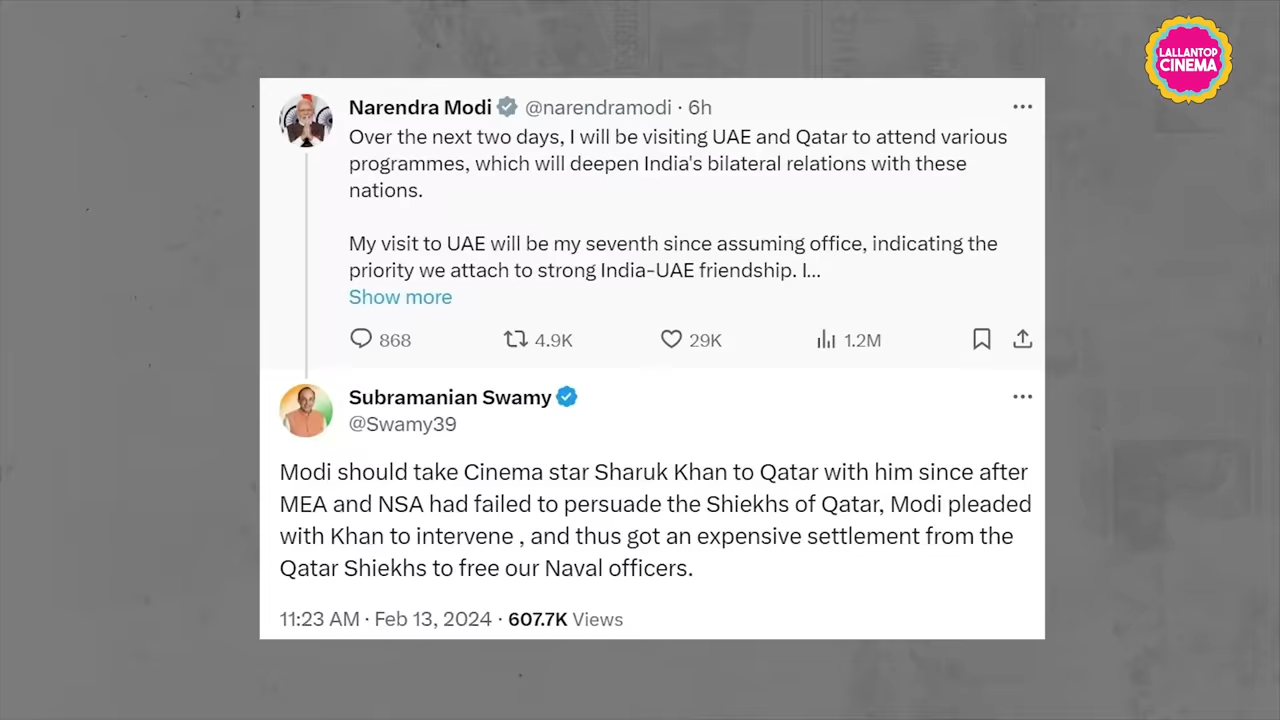 LALLANTOP
CINEMA
Narendra Modi @narendramodi · 6h
Over the next two days, I will be visiting UAE and Qatar to attend various
programmes, which will deepen India's bilateral relations with these
nations.
My visit to UAE will be my seventh since assuming office, indicating the
priority we attach to strong India-UAE friendship. I...
Show more
868 4.9K 29K 1.2M
Subramanian Swamy
@Swamy39
Modi should take Cinema star Sharuk Khan to Qatar with him since after
MEA and NSA had failed to persuade the Shiekhs of Qatar, Modi pleaded
with Khan to intervene , and thus got an expensive settlement from the
Qatar Shiekhs to free our Naval officers.
11:23 AM · Feb 13, 2024 · 607.7K Views